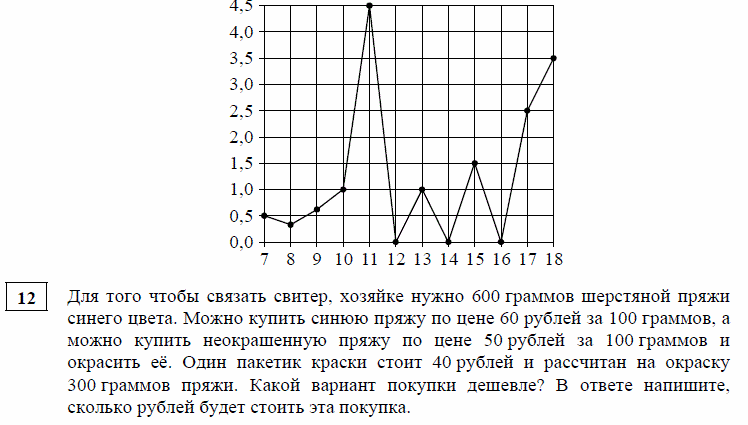 4,5
4,0
3,5
3,0
2,5
2,0
1,5
1,0
0,5
0,0
7 8 9 10 11 12 13 14 15 16 17 18
12 Для того чтобы связать свитер, хозяйке нужно 600 граммов шерстяной пряжи
синего цвета. Можно купить синюю пряжу по цене 60 рублей за 100 граммов, а
можно купить неокрашенную пряжу по цене 50 рублей за 100 граммов и
окрасить её. Один пакетик краски стоит 40 рублей и рассчитан на окраску
300 граммов пряжи. Какой вариант покупки дешевле? В ответе напишите,
сколько рублей будет стоить эта покупка.